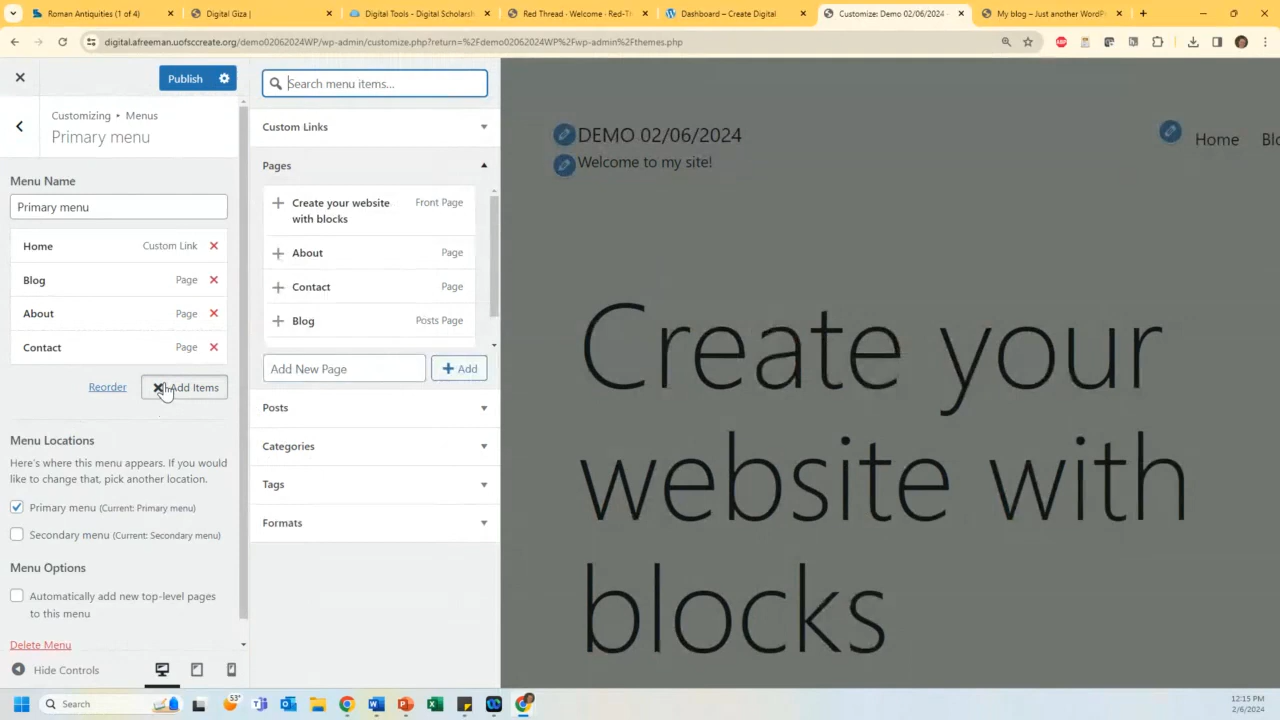 Roman Antiquities (1 of 4)
Digital Giza |
Digital Tools - Digital Scholarsh
Red Thread · Welcome · Red-Th
Dashboard – Create Digital
Customize: Demo 02/06/2024 -
My blog – Just another WordPr
digital.afreeman.uofsccreate.org/demo02062024WP/wp-admin/customize.php?return=%2Fdemo02062024WP%2Fwp-admin%2Fthemes.php
Publish
Customizing • Menus
Primary menu
Menu Name
Primary menu
Home Custom Link
Blog Page
About Page
Contact Page
Reorder
Add Items
Menu Locations
Here's where this menu appears. If you would
like to change that, pick another location.
Primary menu (Current: Primary menu)
Secondary menu (Current: Secondary menu)
Menu Options
Automatically add new top-level pages
to this menu
Delete Menu
Hide Controls
Search menu items...
Custom Links
Pages
Create your website Front Page
with blocks
About Page
Contact Page
Blog Posts Page
Add New Page
Add
Posts
Categories
Tags
Formats
DEMO 02/06/2024
Welcome to my site!
Home Blo
Create your
website with
blocks
Search
53°
12:15 PM
2/6/2024